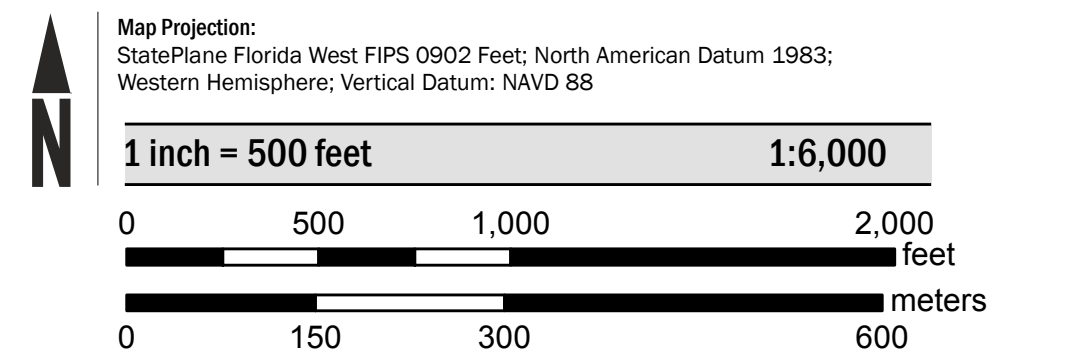 N
Map Projection:
StatePlane Florida West FIPS 0902 Feet; North American Datum 1983;
Western Hemisphere; Vertical Datum: NAVD 88
1 inch = 500 feet 1:6,000
0 500 1,000 2,000
feet
meters
0 150 300 600